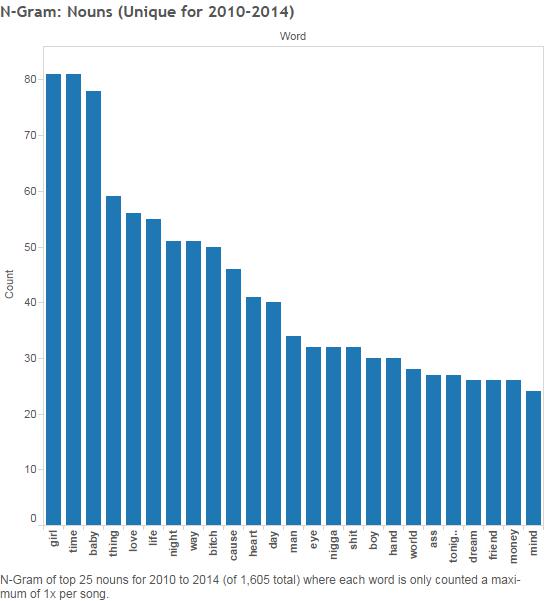 N-Gram: Nouns (Unique for 2010-2014)
Word
80
70
60
50
40
30
20
10
0
Count
girl
time
baby
thing
love
life
night
way
bitch
cause
heart
day
man
eye
nigga
shit
boy
hand
world
ass
tonig..
dream
friend
money
mind
N-Gram of top 25 nouns for 2010 to 2014 (of 1,605 total) where each word is only counted a maxi-
mum of 1x per song.